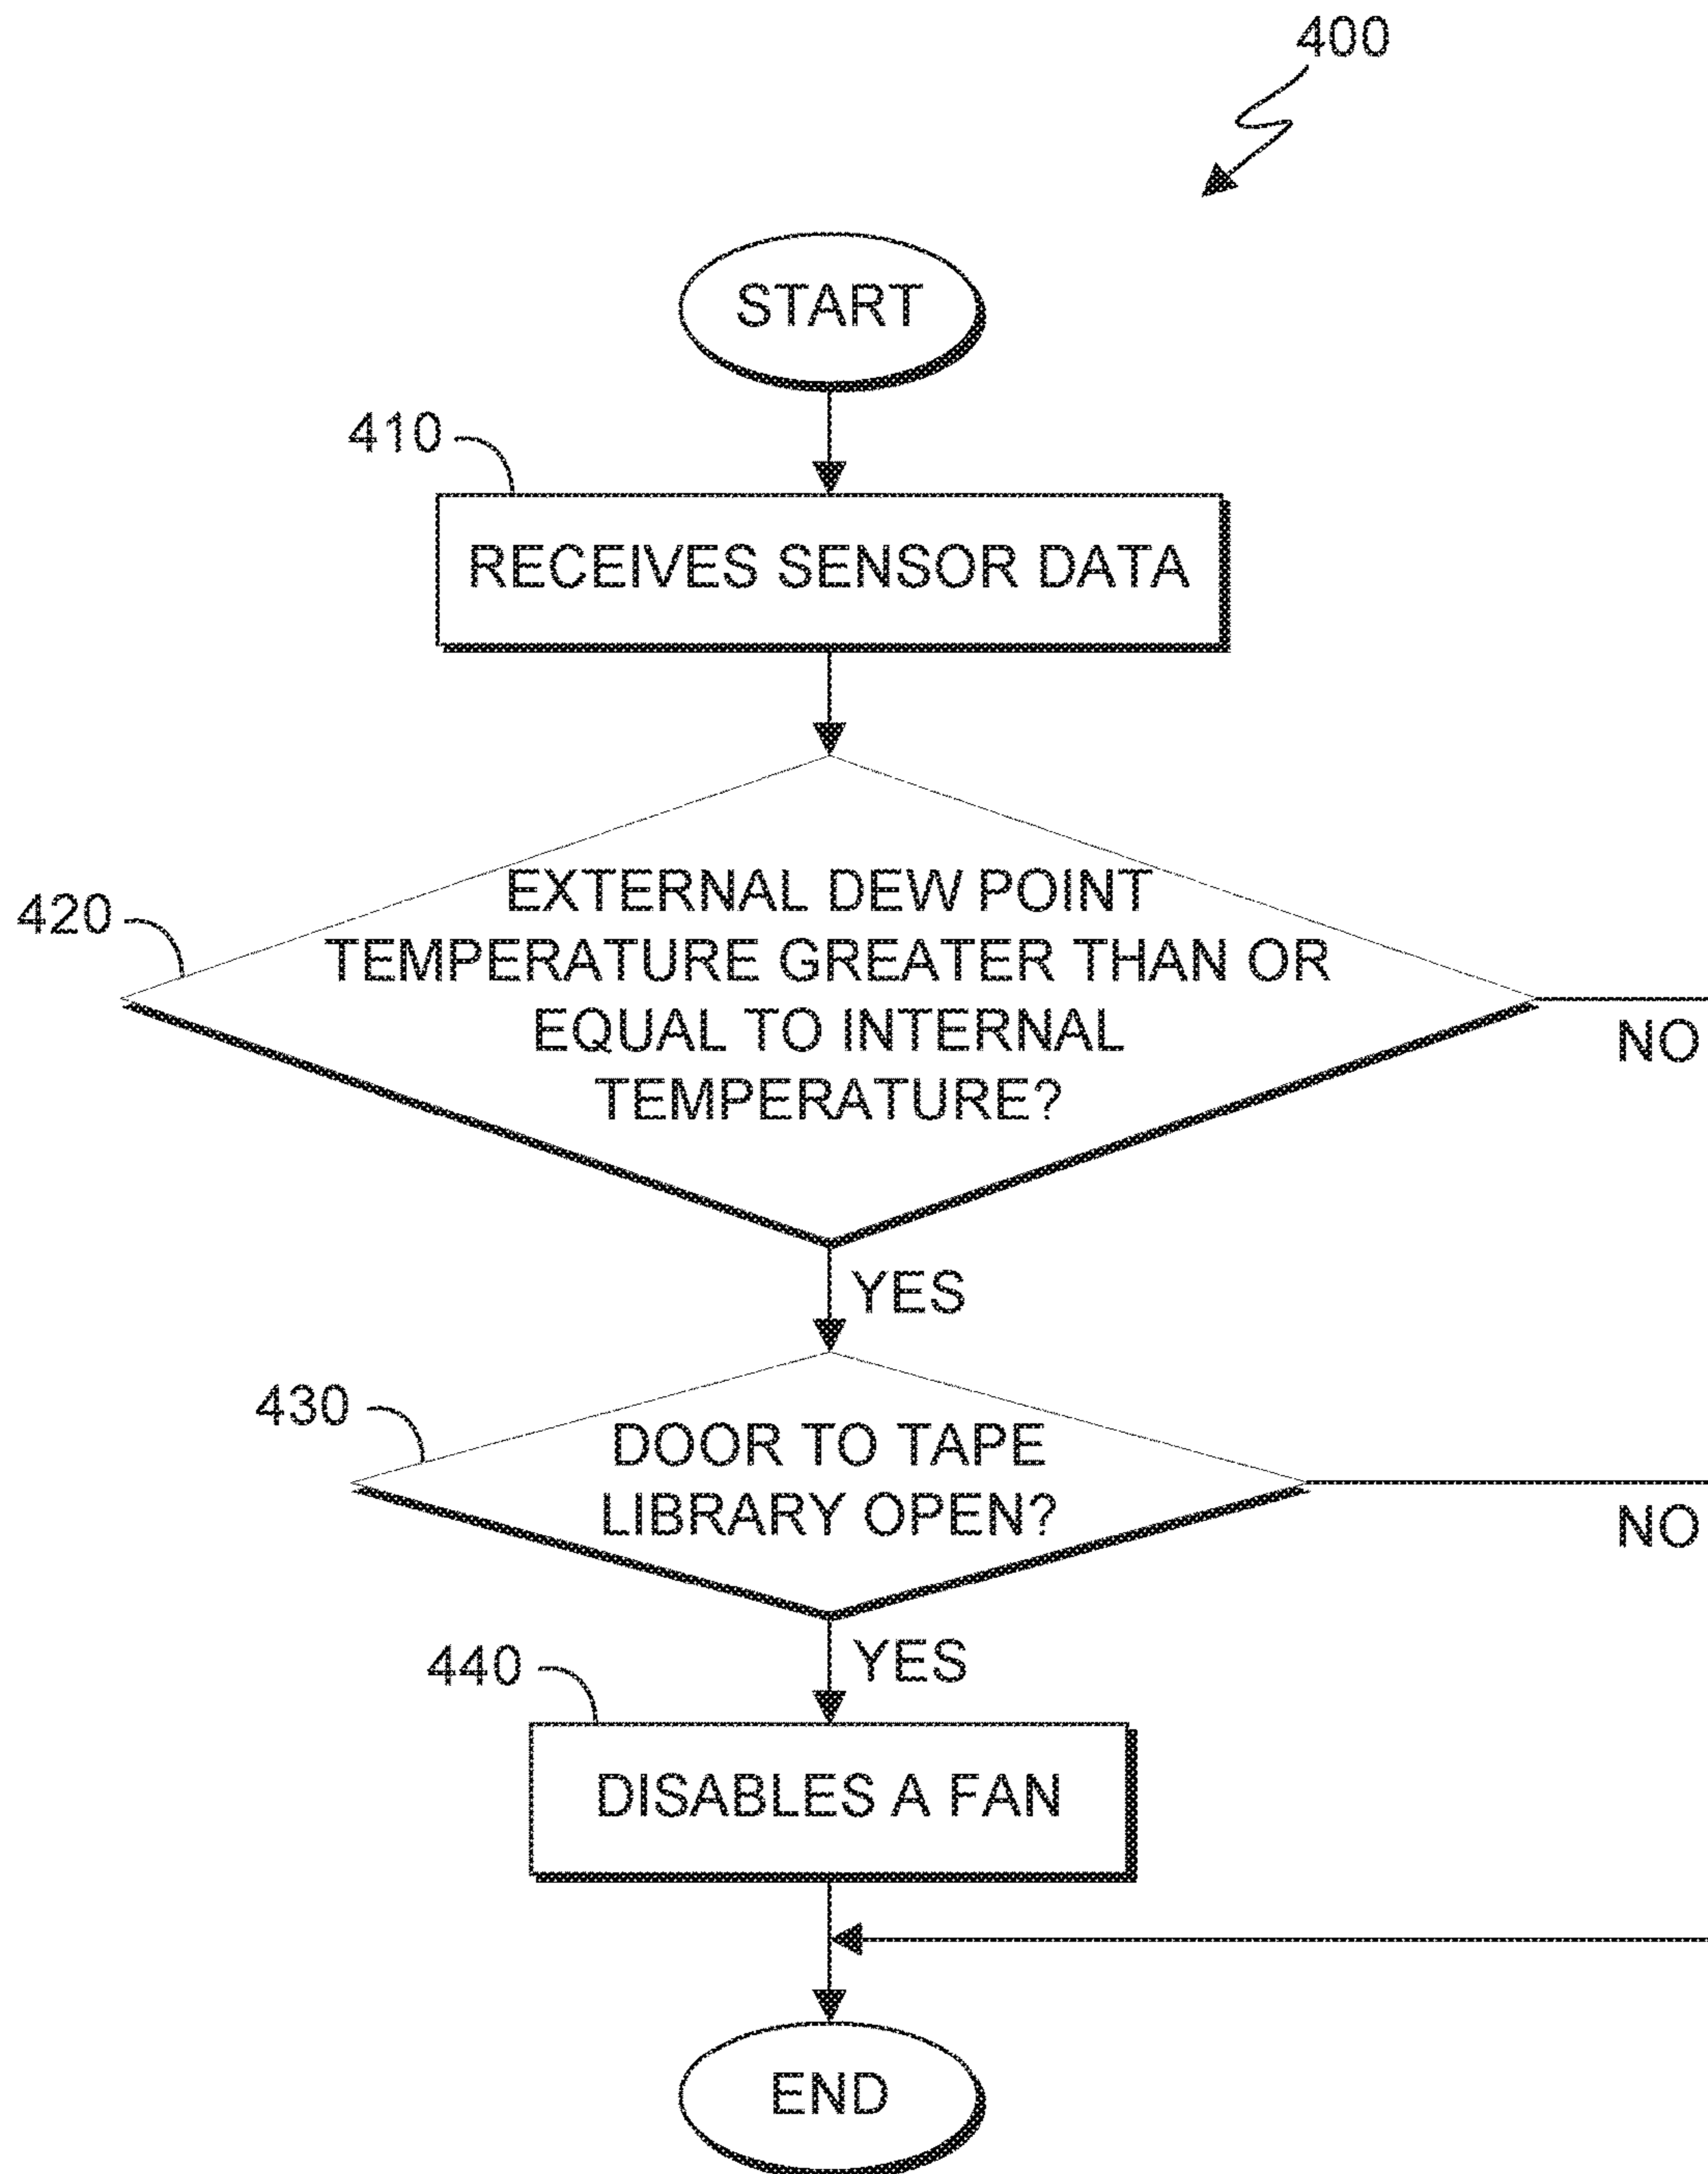 400
START
410
RECEIVES SENSOR DATA
420
EXTERNAL DEW POINT
TEMPERATURE GREATER THAN OR
EQUAL TO INTERNAL
TEMPERATURE?
NO
YES
430
DOOR TO TAPE
LIBRARY OPEN?
NO
YES
440
DISABLES A FAN
END